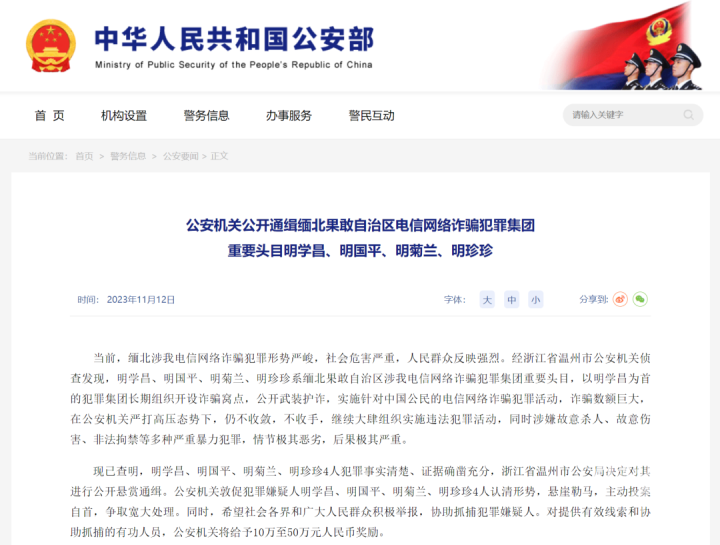 中华人民共和国公安部
Ministry of Public Security of the People's Republic of China
首 页 机构设置 警务信息 办事服务 警民互动 请输入关键字
当前位置： 首页 > 警务信息 > 公安要闻 > 正文
公安机关公开通缉缅北果敢自治区电信网络诈骗犯罪集团
重要头目明学昌、明国平、明菊兰、明珍珍
时间： 2023年11月12日 字体： 大 中 小 分享到:
当前，缅北涉我电信网络诈骗犯罪形势严峻，社会危害严重，人民群众反映强烈。经浙江省温州市公安机关侦
查发现，明学昌、明国平、明菊兰、明珍珍系缅北果敢自治区涉我电信网络诈骗犯罪集团重要头目，以明学昌为首
的犯罪集团长期组织开设诈骗窝点，公开武装护诈，实施针对中国公民的电信网络诈骗犯罪活动，诈骗数额巨大，
在公安机关严打高压态势下，仍不收敛，不收手，继续大肆组织实施违法犯罪活动，同时涉嫌故意杀人、故意伤
害、非法拘禁等多种严重暴力犯罪，情节极其恶劣，后果极其严重。
现已查明，明学昌、明国平、明菊兰、明珍珍4人犯罪事实清楚、证据确凿充分，浙江省温州市公安局决定对其
进行公开悬赏通缉。公安机关敦促犯罪嫌疑人明学昌、明国平、明菊兰、明珍珍4人认清形势，悬崖勒马，主动投案
自首，争取宽大处理。同时，希望社会各界和广大人民群众积极举报，协助抓捕犯罪嫌疑人。对提供有效线索和协
助抓捕的有功人员，公安机关将给予10万至50万元人民币奖励。